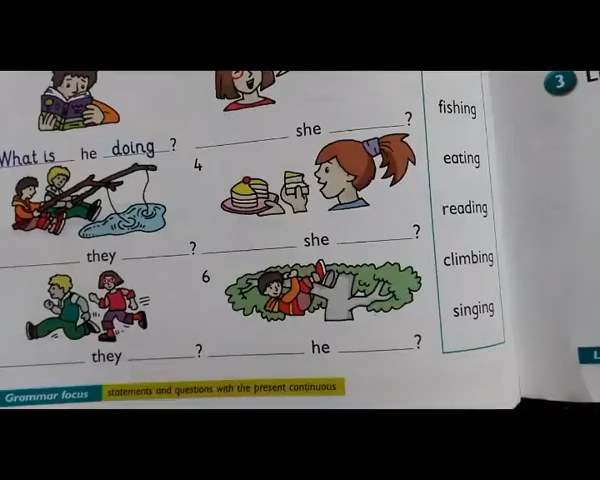 3
fishing
she ?
What is he doing ?
4
eating
reading
they ?
she ?
climbing
6
singing
they ?
he ?
Grammar focus statements and questions with the present continuous